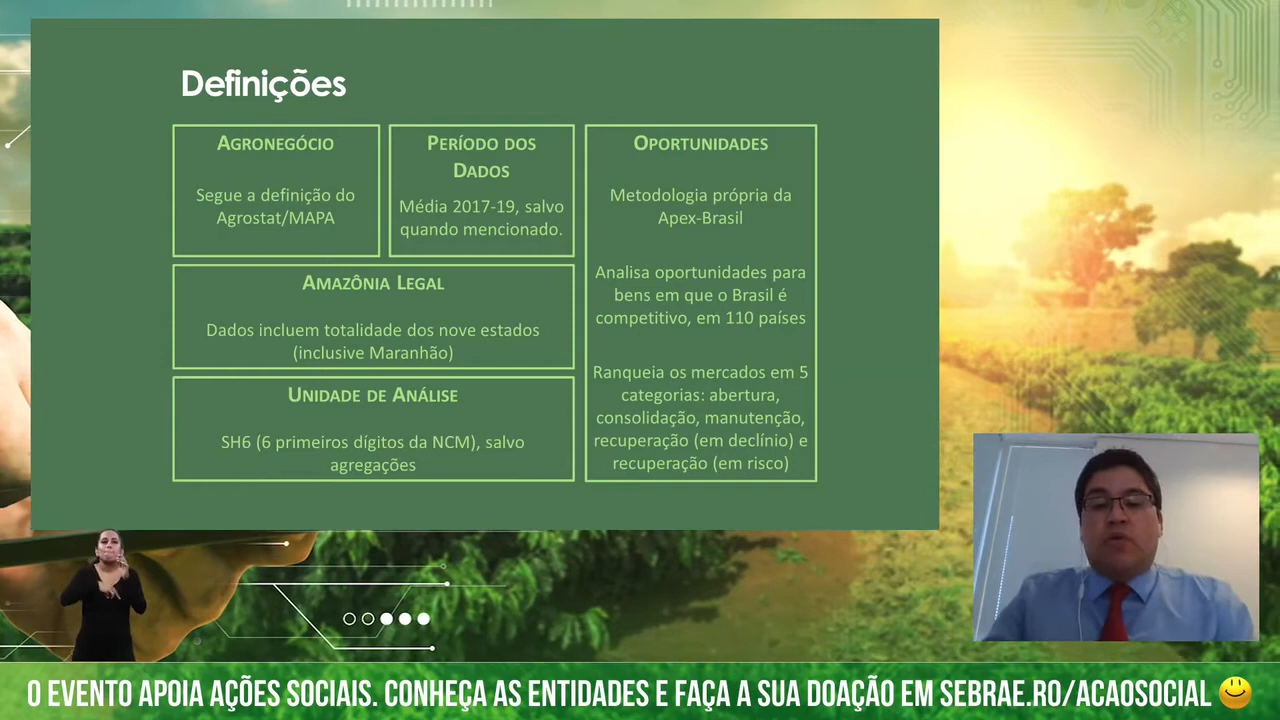 Definições
AGRONEGÓCIO
Segue a definição do
Agrostat/MAPA
PERÍODO DOS
DADOS
Média 2017-19, salvo
quando mencionado.
AMAZÔNIA LEGAL
Dados incluem totalidade dos nove estados
(inclusive Maranhão)
UNIDADE DE ANÁLISE
SH6 (6 primeiros dígitos da NCM), salvo
agregações
OPORTUNIDADES
Metodologia própria da
Apex-Brasil
Analisa oportunidades para
bens em que o Brasil é
competitivo, em 110 países
Ranqueia os mercados em 5
categorias: abertura,
consolidação, manutenção,
recuperação (em declínio) e
recuperação (em risco)
O EVENTO APOIA AÇÕES SOCIAIS. CONHEÇA AS ENTIDADES E FAÇA A SUA DOAÇÃO EM SEBRAE.RO/ACAOSOCIAL